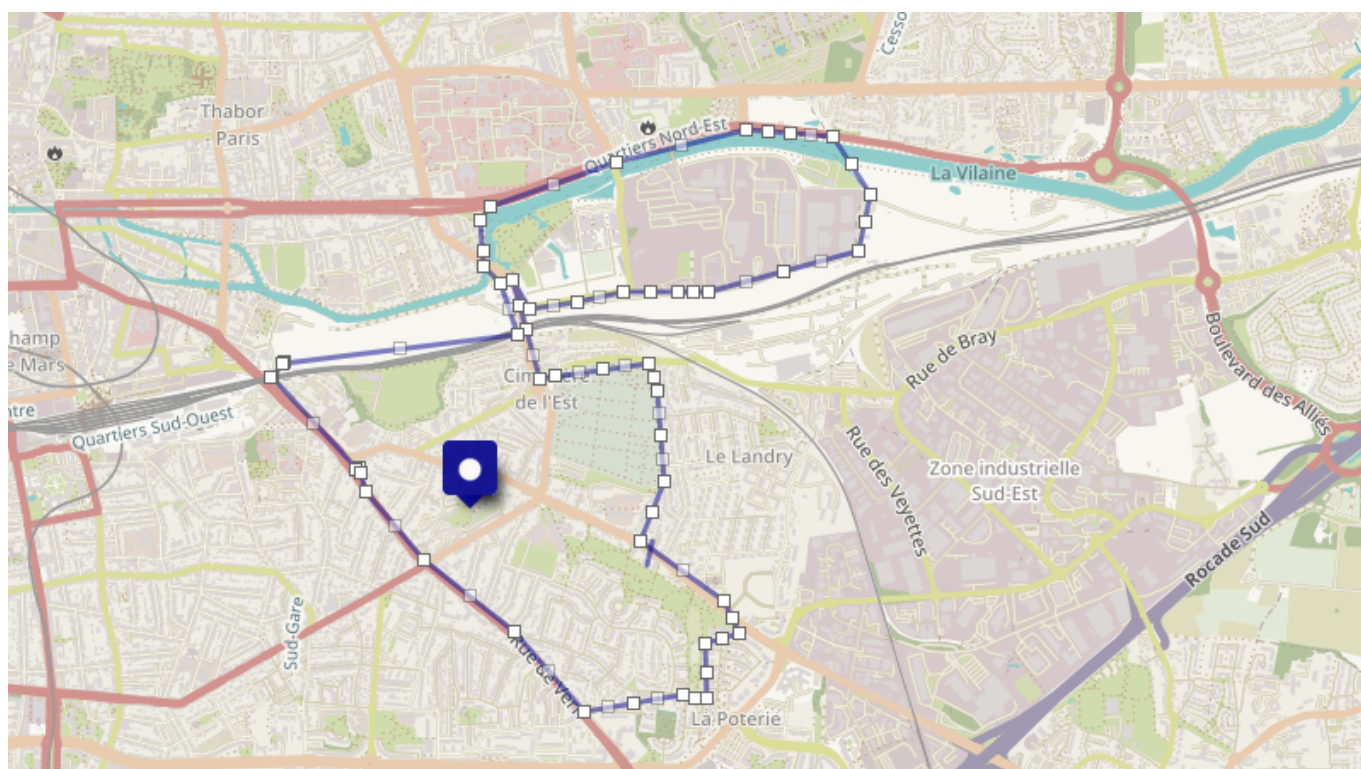 Cesso
Thabor
Paris
Quartiers Nord-Est
La Vilaine
champ
e Mars
Boulevard des Alliés
Rue de Bray
Cimetière
de l'Est
ntre
Quartiers Sud-Ouest
Le Landry
Rue des Veyettes
Zone industrielle
Sud-Est
Rocade Sud
Sud-Gare
Rue de Vern
La Poterie